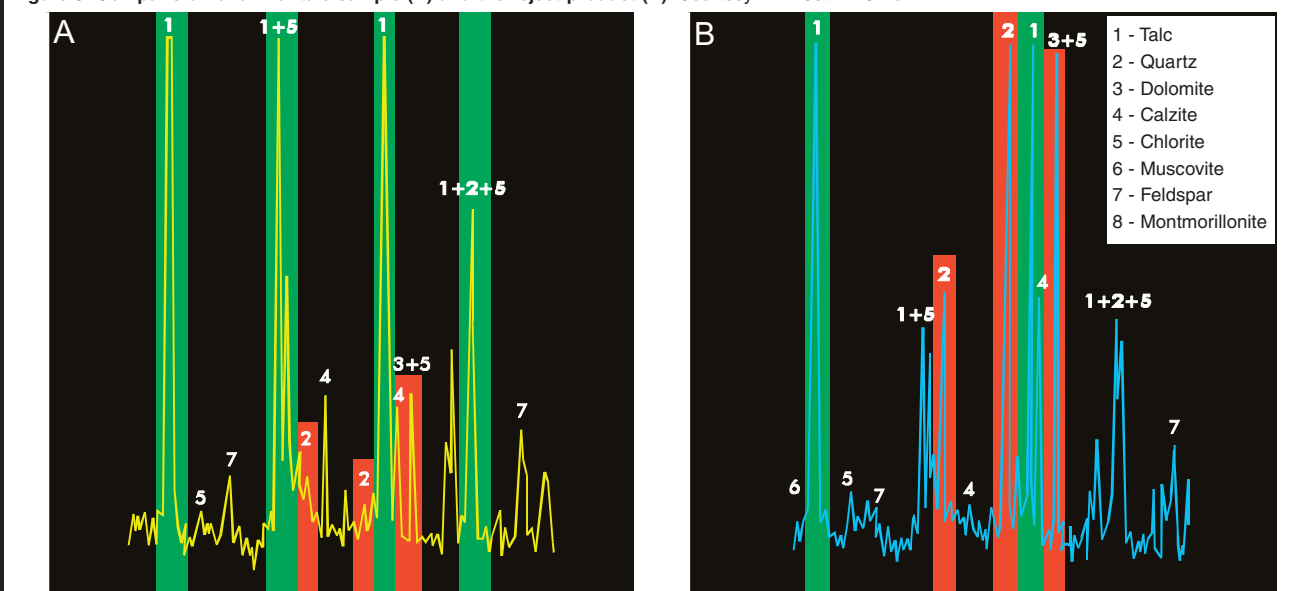 A
1
1+5
1
1+2+5
3+5
4
4
7
2
7
2
5
B
1
2
1
3+5
2
4
1+5
1+2+5
7
6
5
7
4
1 - Talc
2 - Quartz
3 - Dolomite
4 - Calzite
5 - Chlorite
6 - Muscovite
7 - Feldspar
8 - Montmorillonite